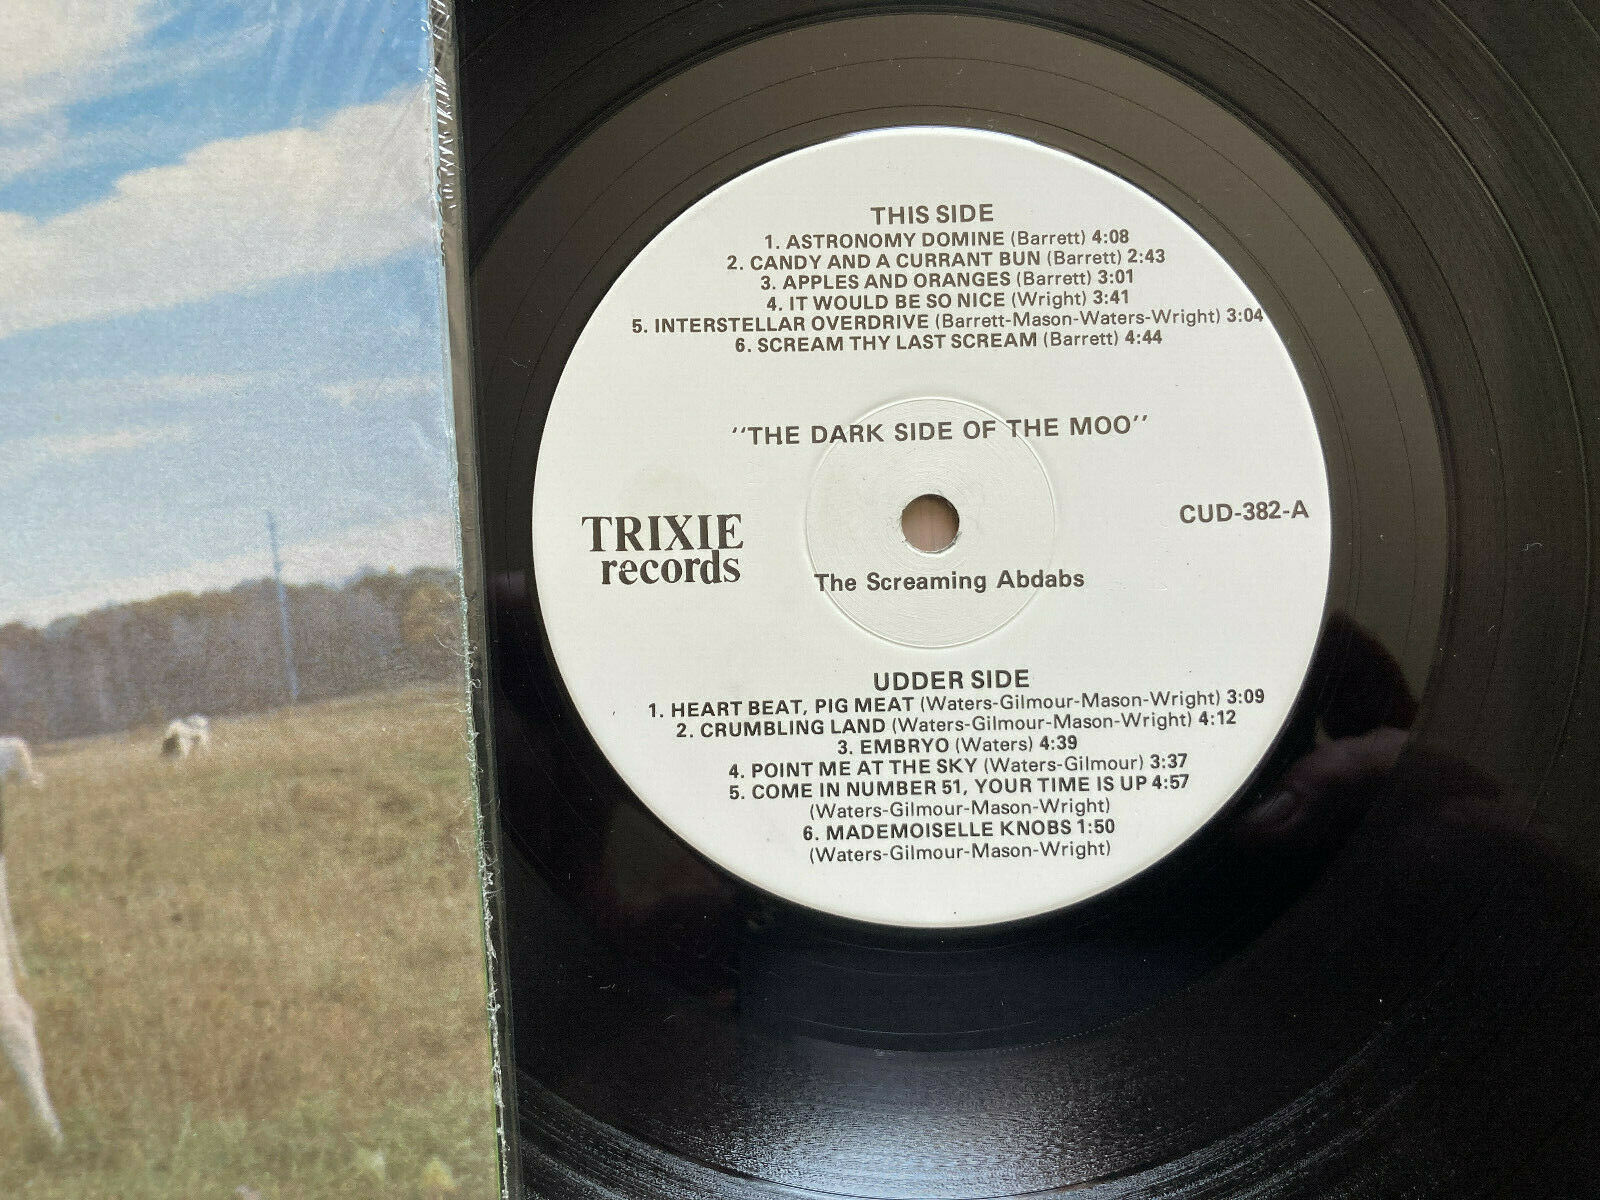 THIS SIDE
1. ASTRONOMY DOMINE (Barrett) 4:08
2. CANDY AND A CURRANT BUN (Barrett) 2:43
3. APPLES AND ORANGES (Barrett) 3:01
4. IT WOULD BE SO NICE (Wright) 3:41
5. INTERSTELLAR OVERDRIVE (Barrett-Mason-Waters-Wright) 3:04
6. SCREAM THY LAST SCREAM (Barrett) 4:44
''THE DARK SIDE OF THE MOO''
TRIXIE
records
CUD-382-A
The Screaming Abdabs
UDDER SIDE
1. HEART BEAT, PIG MEAT (Waters-Gilmour-Mason-Wright) 3:09
2. CRUMBLING LAND (Waters-Gilmour-Mason-Wright) 4:12
3. EMBRYO (Waters) 4:39
4. POINT ME AT THE SKY (Waters-Gilmour) 3:37
5. COME IN NUMBER 51, YOUR TIME IS UP 4:57
(Waters-Gilmour-Mason-Wright)
6. MADEMOISELLE KNOBS 1:50
(Waters-Gilmour-Mason-Wright)